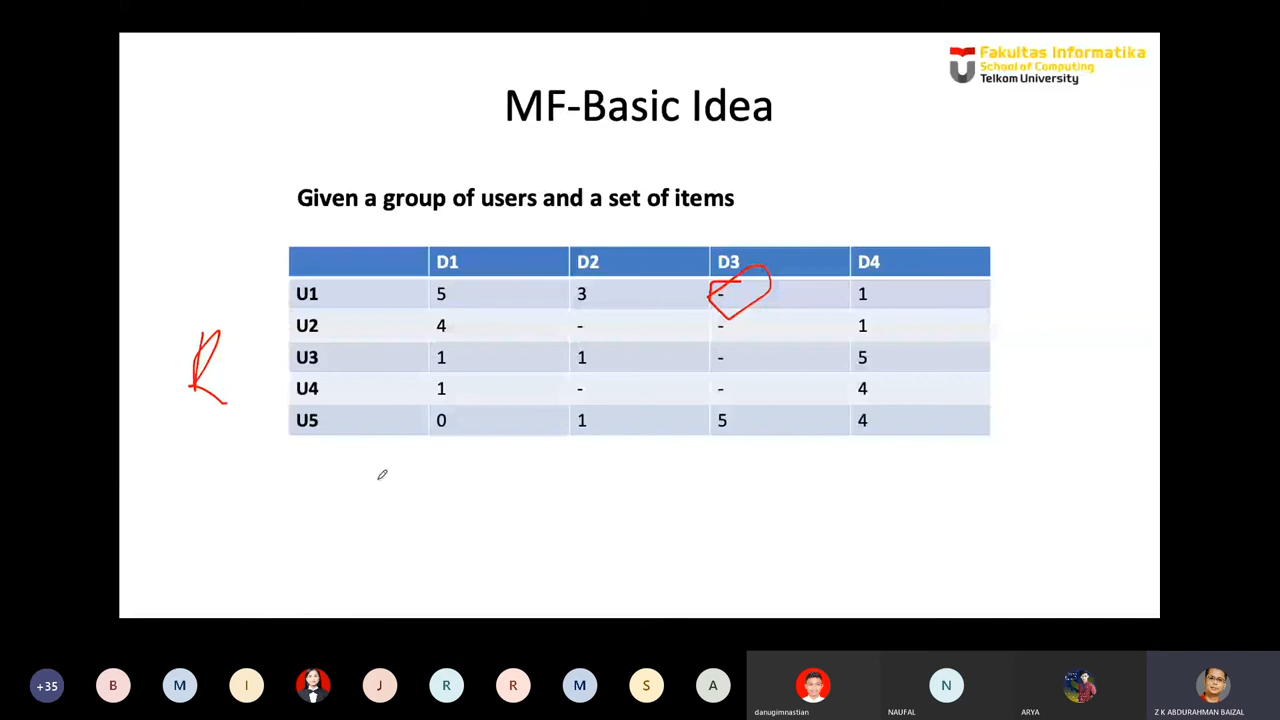 Fakultas Informatika
School of Computing
Telkom University
MF-Basic Idea
Given a group of users and a set of items
D1 D2 D3 D4
U1 5 3 - 1
U2 4 - - 1
U3 1 1 - 5
U4 1 - - 4
U5 0 1 5 4
R
+35 B M I J R R M S A N
danugimnastian NAUFAL ARYA Z K ABDURAHMAN BAIZAL